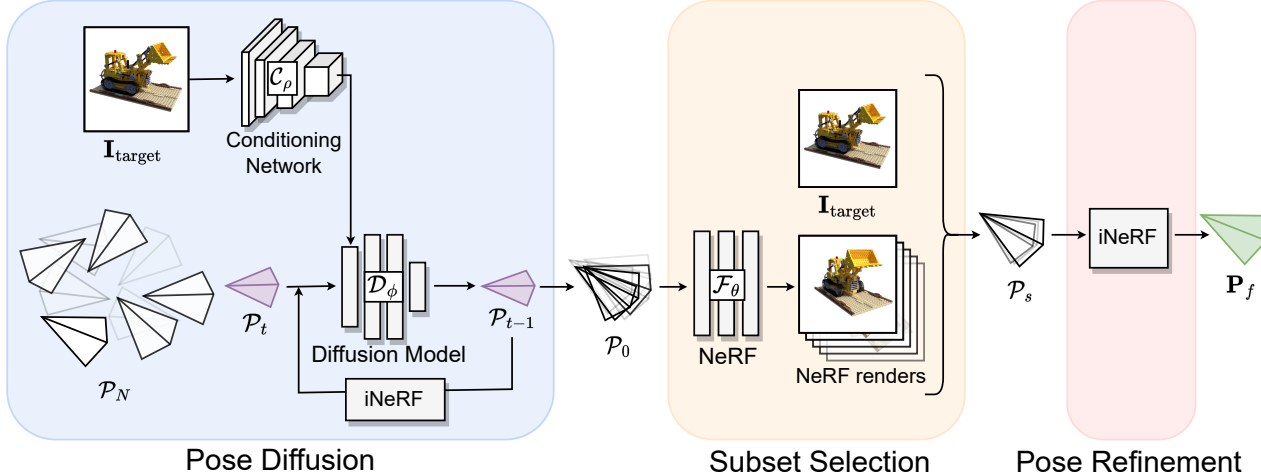 I_target
C_ρ
Conditioning
Network
P_N
P_t
D_ϕ
Diffusion Model
P_{t−1}
iNeRF
Pose Diffusion
P_0
F_θ
NeRF
I_target
NeRF renders
Subset Selection
P_s
iNeRF
P_f
Pose Refinement